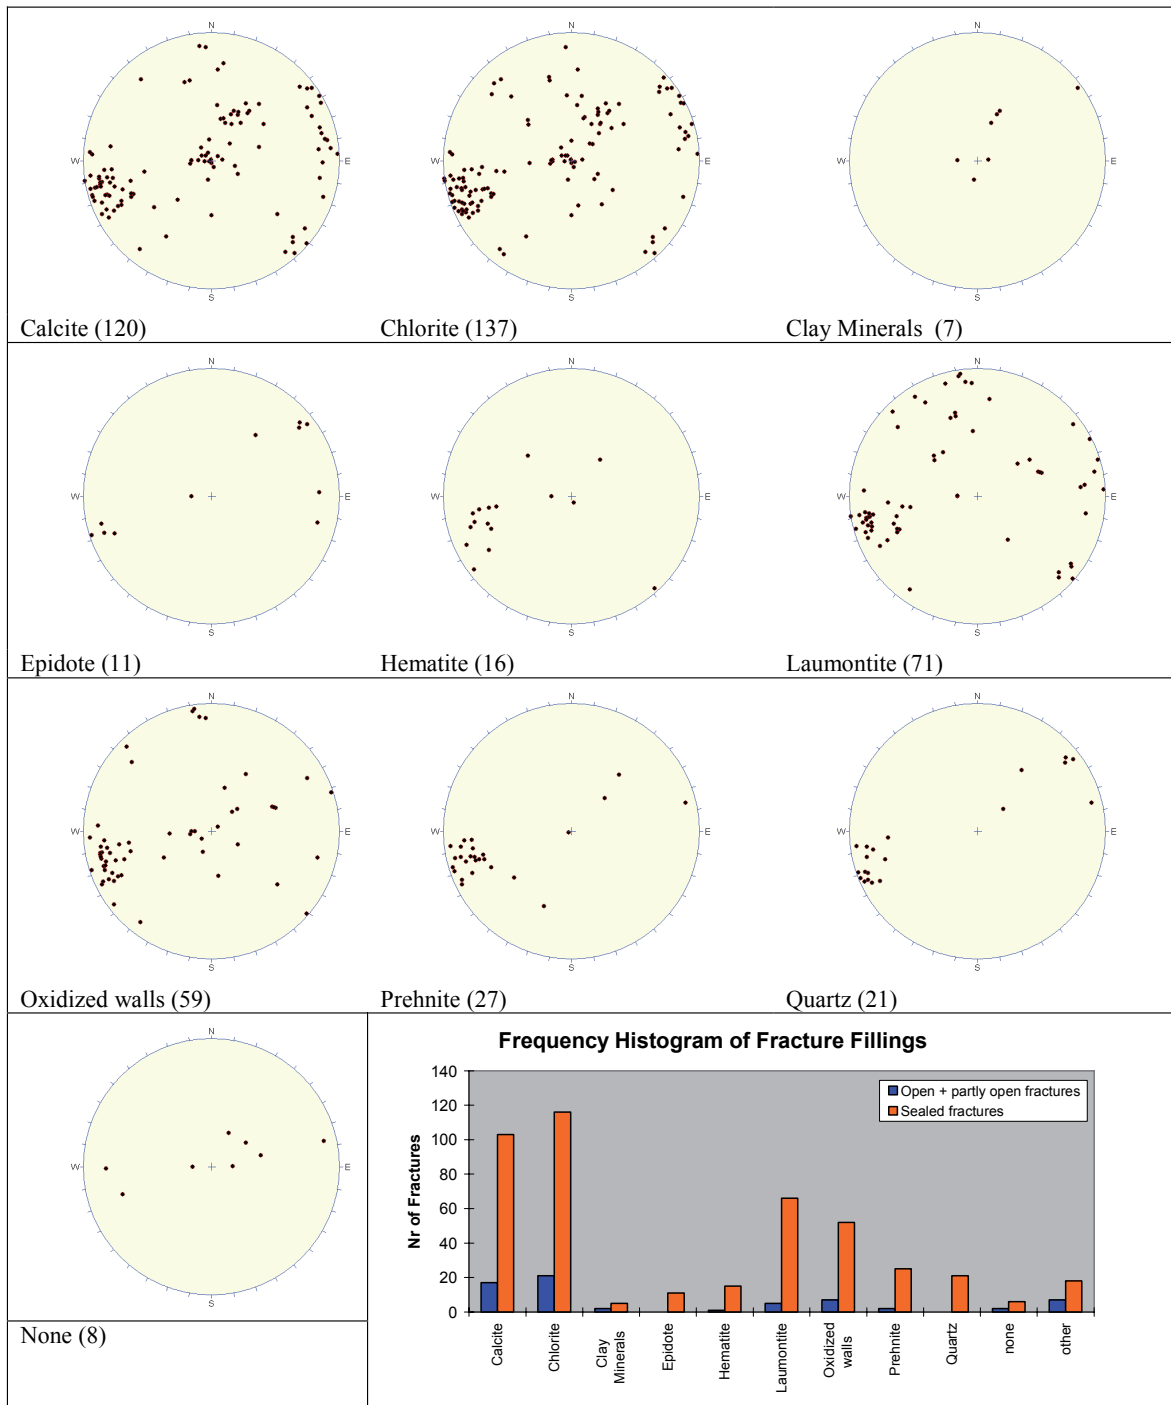 N
N
N
W
E
W
E
W
E
S
S
S
Calcite (120)
Chlorite (137)
Clay Minerals (7)
N
N
N
W
E
W
E
W
E
S
S
S
Epidote (11)
Hematite (16)
Laumontite (71)
N
N
N
W
E
W
E
W
E
S
S
S
Oxidized walls (59)
Prehnite (27)
Quartz (21)
N
W
E
S
None (8)
Frequency Histogram of Fracture Fillings
Open + partly open fractures
Sealed fractures
Nr of Fractures
140
120
100
80
60
40
20
0
Calcite
Chlorite
Clay
Minerals
Epidote
Hematite
Laumontite
Oxidized
walls
Prehnite
Quartz
none
other